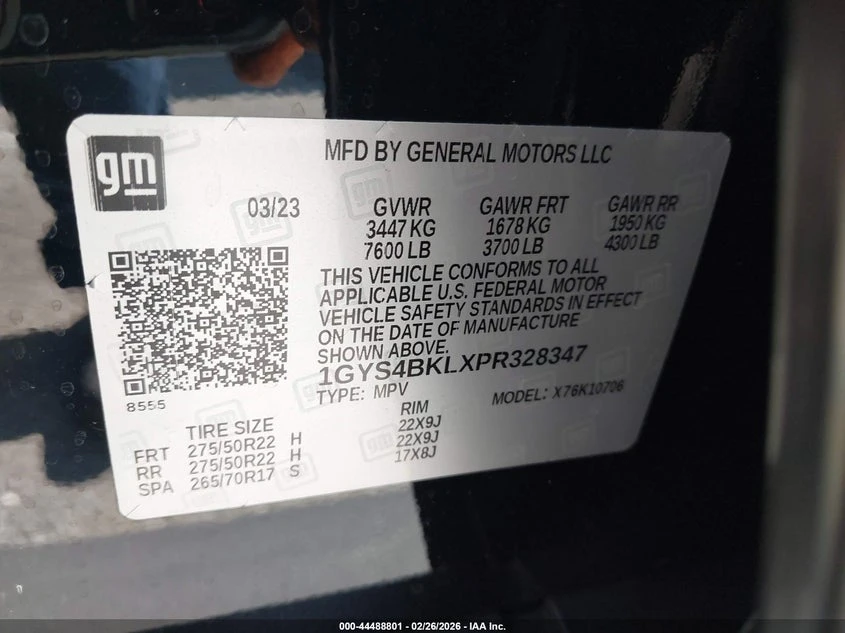 gm
MFD BY GENERAL MOTORS LLC
03/23
GVWR GAWR FRT GAWR RR
3447 KG 1678 KG 1950 KG
7600 LB 3700 LB 4300 LB
THIS VEHICLE CONFORMS TO ALL
APPLICABLE U.S. FEDERAL MOTOR
VEHICLE SAFETY STANDARDS IN EFFECT
ON THE DATE OF MANUFACTURE
SHOWN ABOVE.
1GYS4BKLXPR328347
TYPE: MPV MODEL: X76K10706
8555
TIRE SIZE RIM
FRT 275/50R22 H 22X9J
RR 275/50R22 H 22X9J
SPA 265/70R17 S 17X8J
000-44488801 - 02/26/2026 - IAA Inc.